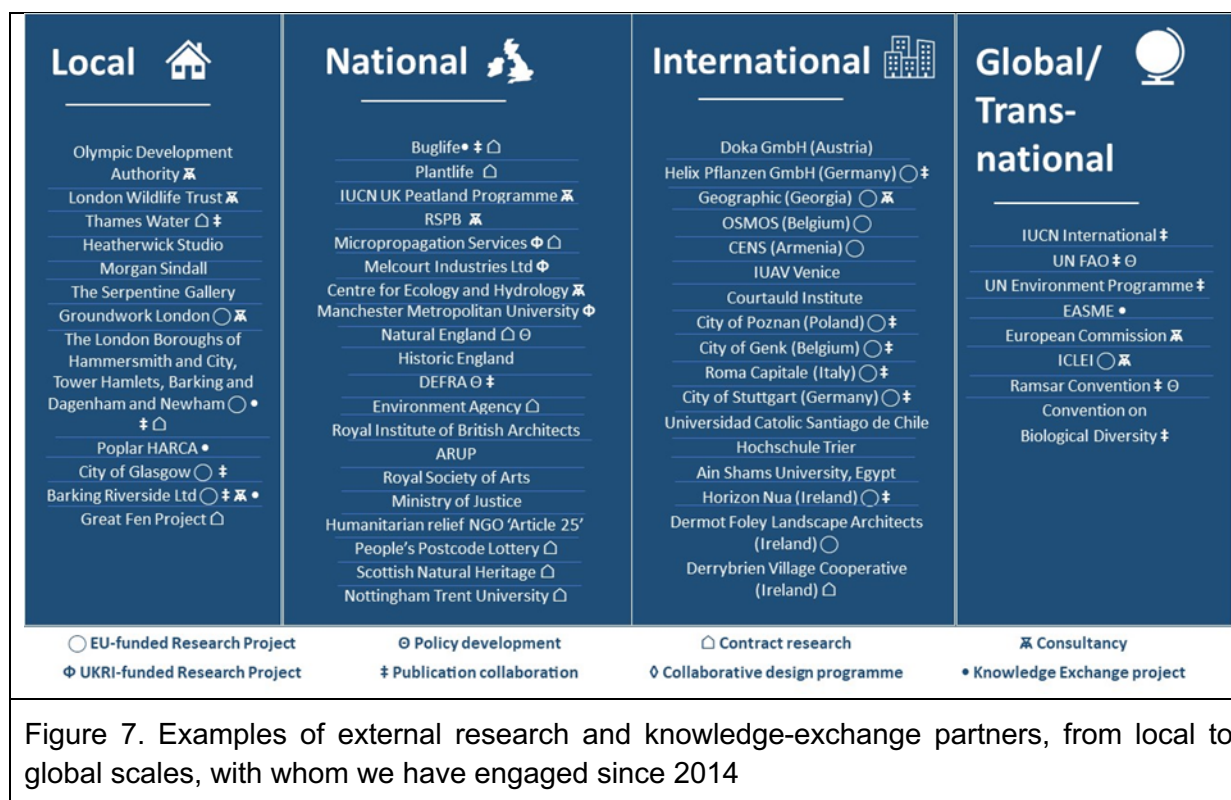 Local
Olympic Development
Authority Ѫ
London Wildlife Trust Ѫ
Thames Water ⌂ ‡
Heatherwick Studio
Morgan Sindall
The Serpentine Gallery
Groundwork London ◯ Ѫ
The London Boroughs of
Hammersmith and City,
Tower Hamlets, Barking and
Dagenham and Newham ◯ •
‡ ⌂
Poplar HARCA •
City of Glasgow ◯ ‡
Barking Riverside Ltd ◯ ‡ Ѫ •
Great Fen Project ⌂
National
Buglife• ‡ ⌂
Plantlife ⌂
IUCN UK Peatland Programme Ѫ
RSPB Ѫ
Micropropagation Services Φ ⌂
Melcourt Industries Ltd Φ
Centre for Ecology and Hydrology Ѫ
Manchester Metropolitan University Φ
Natural England ⌂ Θ
Historic England
DEFRA Θ ‡
Environment Agency ⌂
Royal Institute of British Architects
ARUP
Royal Society of Arts
Ministry of Justice
Humanitarian relief NGO ‘Article 25’
People’s Postcode Lottery ⌂
Scottish Natural Heritage ⌂
Nottingham Trent University ⌂
International
Doka GmbH (Austria)
Helix Pflanzen GmbH (Germany) ◯ ‡
Geographic (Georgia) ◯ Ѫ
OSMOS (Belgium) ◯
CENS (Armenia) ◯
IUAV Venice
Courtauld Institute
City of Poznan (Poland) ◯ ‡
City of Genk (Belgium) ◯ ‡
Roma Capitale (Italy) ◯ ‡
City of Stuttgart (Germany) ◯ ‡
Universidad Catolic Santiago de Chile
Hochschule Trier
Ain Shams University, Egypt
Horizon Nua (Ireland) ◯ ‡
Dermot Foley Landscape Architects
(Ireland) ◯
Derrybrien Village Cooperative
(Ireland) ⌂
Global/
Trans-
national
IUCN International ‡
UN FAO ‡ Θ
UN Environment Programme ‡
EASME •
European Commission Ѫ
ICLEI ◯ Ѫ
Ramsar Convention ‡ Θ
Convention on
Biological Diversity ‡
◯ EU-funded Research Project
Θ Policy development
⌂ Contract research
Ѫ Consultancy
Φ UKRI-funded Research Project
‡ Publication collaboration
◊ Collaborative design programme
• Knowledge Exchange project
Figure 7. Examples of external research and knowledge-exchange partners, from local to
global scales, with whom we have engaged since 2014